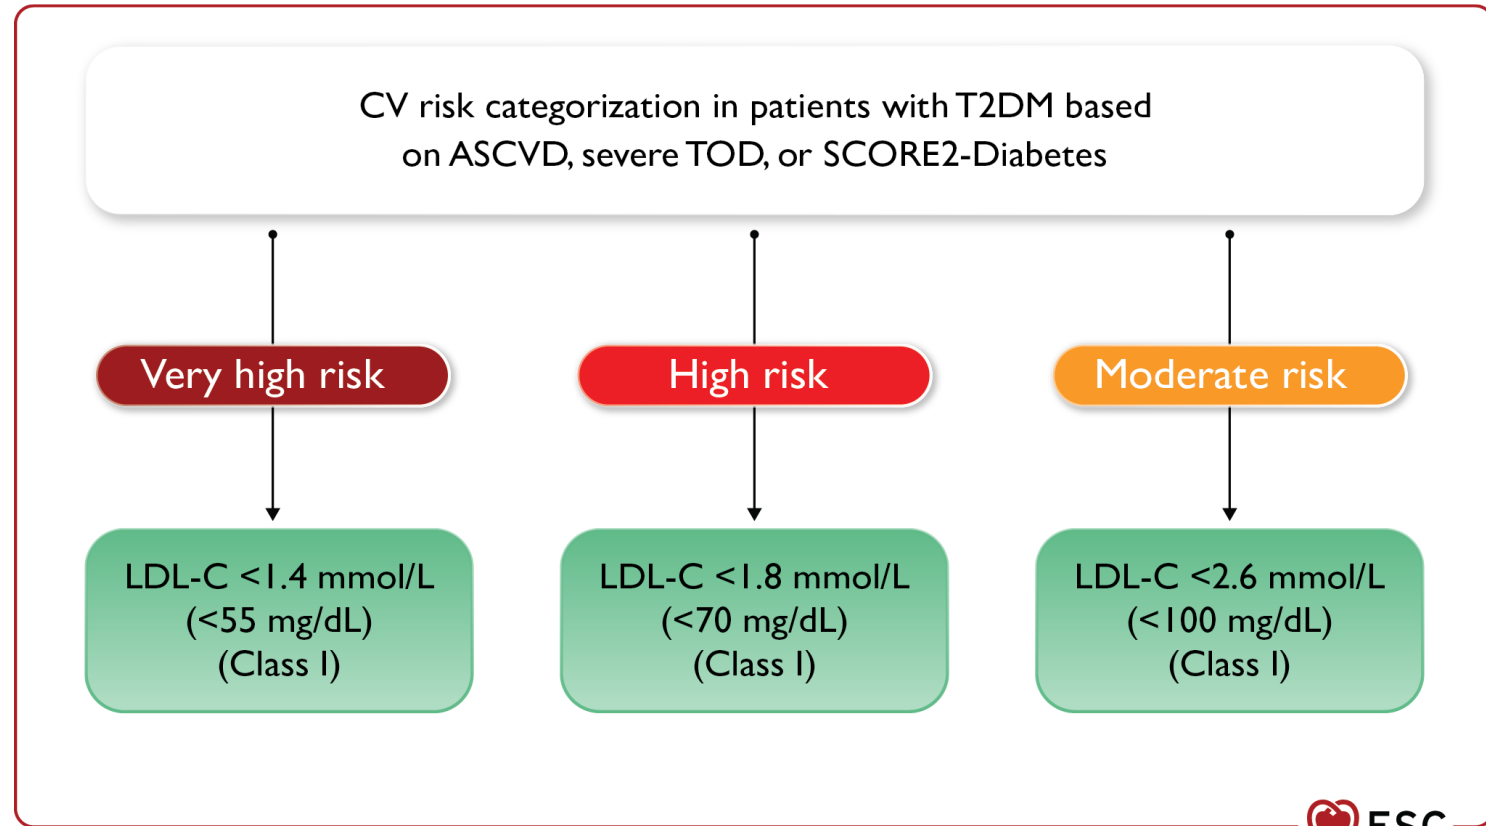 CV risk categorization in patients with T2DM based
on ASCVD, severe TOD, or SCORE2-Diabetes
Very high risk
High risk
Moderate risk
LDL-C <1.4 mmol/L
(<55 mg/dL)
(Class I)
LDL-C <1.8 mmol/L
(<70 mg/dL)
(Class I)
LDL-C <2.6 mmol/L
(<100 mg/dL)
(Class I)
ESC